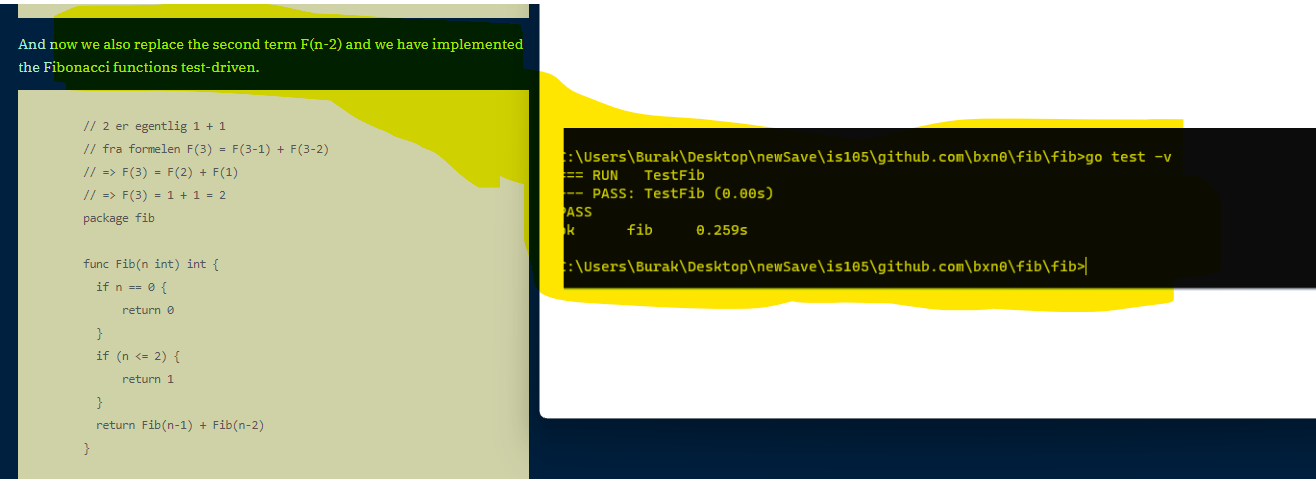 And now we also replace the second term F(n-2) and we have implemented
the Fibonacci functions test-driven.
// 2 er egentlig 1 + 1
// fra formelen F(3) = F(3-1) + F(3-2)
// => F(3) = F(2) + F(1)
// => F(3) = 1 + 1 = 2
package fib
func Fib(n int) int {
if n == 0 {
return 0
}
if (n <= 2) {
return 1
}
return Fib(n-1) + Fib(n-2)
}
:\Users\Burak\Desktop\newSave\is105\github.com\bxn0\fib\fib>go test -v
=== RUN TestFib
--- PASS: TestFib (0.00s)
PASS
ok fib 0.259s
:\Users\Burak\Desktop\newSave\is105\github.com\bxn0\fib\fib>